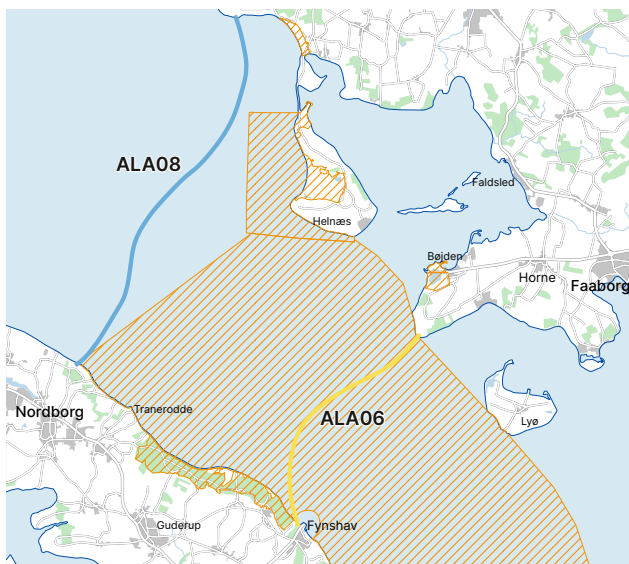 ALA08
Faldsled
Helnæs
Bøjden
Horne
Faaborg
Tranerodde
Nordborg
ALA06
Lyø
Guderup
Fynshav